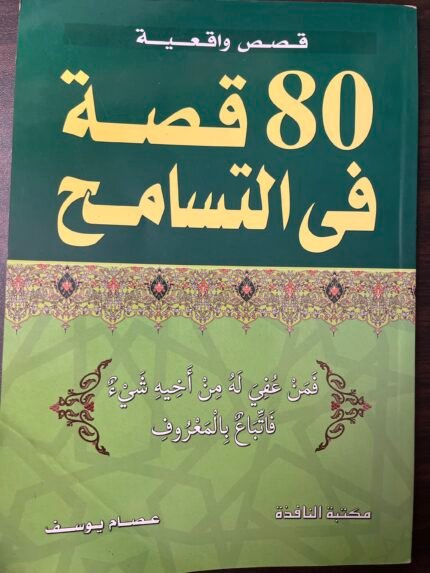 قصص واقعية
80 قصة
فى التسامح
فَمَنْ عُفِيَ لَهُ مِنْ أَخِيهِ شَيْءٌ
فَاتِّبَاعٌ بِالْمَعْرُوفِ
مكتبة النافذة
عصام يوسف